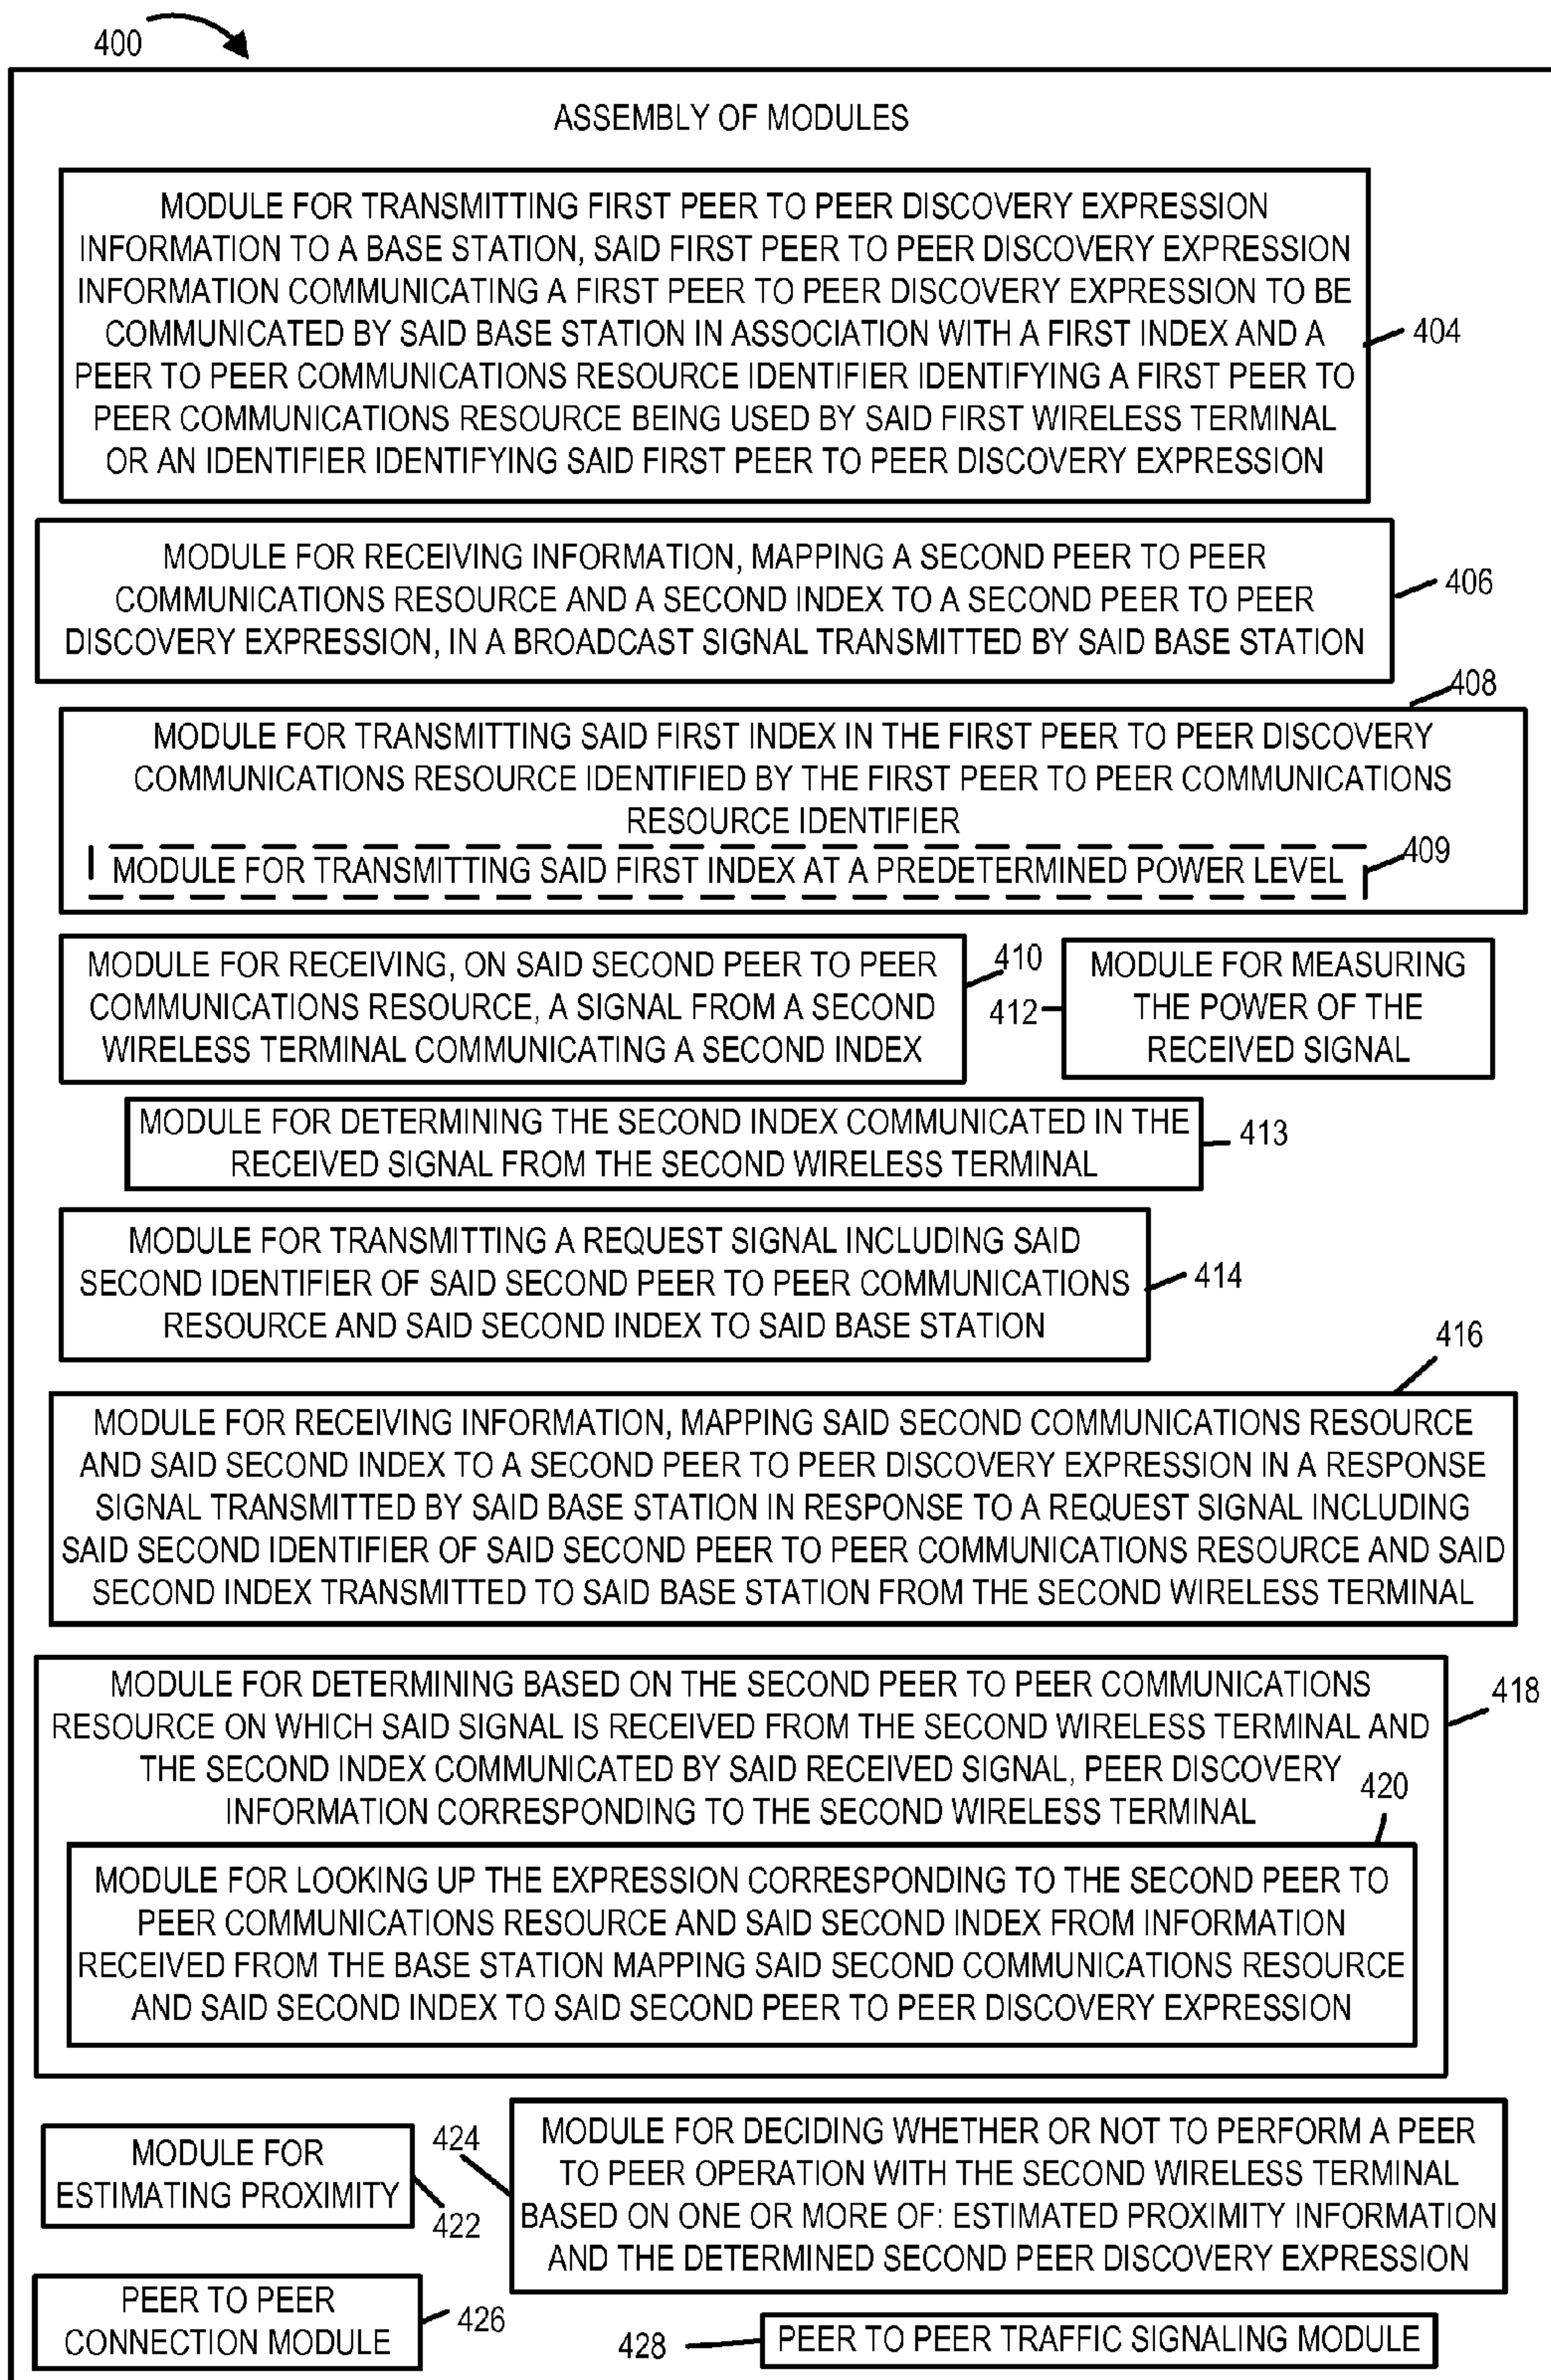 400
ASSEMBLY OF MODULES
MODULE FOR TRANSMITTING FIRST PEER TO PEER DISCOVERY EXPRESSION
INFORMATION TO A BASE STATION, SAID FIRST PEER TO PEER DISCOVERY EXPRESSION
INFORMATION COMMUNICATING A FIRST PEER TO PEER DISCOVERY EXPRESSION TO BE
COMMUNICATED BY SAID BASE STATION IN ASSOCIATION WITH A FIRST INDEX AND A
PEER TO PEER COMMUNICATIONS RESOURCE IDENTIFIER IDENTIFYING A FIRST PEER TO
PEER COMMUNICATIONS RESOURCE BEING USED BY SAID FIRST WIRELESS TERMINAL
OR AN IDENTIFIER IDENTIFYING SAID FIRST PEER TO PEER DISCOVERY EXPRESSION
404
MODULE FOR RECEIVING INFORMATION, MAPPING A SECOND PEER TO PEER
COMMUNICATIONS RESOURCE AND A SECOND INDEX TO A SECOND PEER TO PEER
DISCOVERY EXPRESSION, IN A BROADCAST SIGNAL TRANSMITTED BY SAID BASE STATION
406
408
MODULE FOR TRANSMITTING SAID FIRST INDEX IN THE FIRST PEER TO PEER DISCOVERY
COMMUNICATIONS RESOURCE IDENTIFIED BY THE FIRST PEER TO PEER COMMUNICATIONS
RESOURCE IDENTIFIER
MODULE FOR TRANSMITTING SAID FIRST INDEX AT A PREDETERMINED POWER LEVEL
409
MODULE FOR RECEIVING, ON SAID SECOND PEER TO PEER
COMMUNICATIONS RESOURCE, A SIGNAL FROM A SECOND
WIRELESS TERMINAL COMMUNICATING A SECOND INDEX
410
412
MODULE FOR MEASURING
THE POWER OF THE
RECEIVED SIGNAL
MODULE FOR DETERMINING THE SECOND INDEX COMMUNICATED IN THE
RECEIVED SIGNAL FROM THE SECOND WIRELESS TERMINAL
413
MODULE FOR TRANSMITTING A REQUEST SIGNAL INCLUDING SAID
SECOND IDENTIFIER OF SAID SECOND PEER TO PEER COMMUNICATIONS
RESOURCE AND SAID SECOND INDEX TO SAID BASE STATION
414
416
MODULE FOR RECEIVING INFORMATION, MAPPING SAID SECOND COMMUNICATIONS RESOURCE
AND SAID SECOND INDEX TO A SECOND PEER TO PEER DISCOVERY EXPRESSION IN A RESPONSE
SIGNAL TRANSMITTED BY SAID BASE STATION IN RESPONSE TO A REQUEST SIGNAL INCLUDING
SAID SECOND IDENTIFIER OF SAID SECOND PEER TO PEER COMMUNICATIONS RESOURCE AND SAID
SECOND INDEX TRANSMITTED TO SAID BASE STATION FROM THE SECOND WIRELESS TERMINAL
MODULE FOR DETERMINING BASED ON THE SECOND PEER TO PEER COMMUNICATIONS
RESOURCE ON WHICH SAID SIGNAL IS RECEIVED FROM THE SECOND WIRELESS TERMINAL AND
THE SECOND INDEX COMMUNICATED BY SAID RECEIVED SIGNAL, PEER DISCOVERY
INFORMATION CORRESPONDING TO THE SECOND WIRELESS TERMINAL
418
420
MODULE FOR LOOKING UP THE EXPRESSION CORRESPONDING TO THE SECOND PEER TO
PEER COMMUNICATIONS RESOURCE AND SAID SECOND INDEX FROM INFORMATION
RECEIVED FROM THE BASE STATION MAPPING SAID SECOND COMMUNICATIONS RESOURCE
AND SAID SECOND INDEX TO SAID SECOND PEER TO PEER DISCOVERY EXPRESSION
MODULE FOR
ESTIMATING PROXIMITY
422
424
MODULE FOR DECIDING WHETHER OR NOT TO PERFORM A PEER
TO PEER OPERATION WITH THE SECOND WIRELESS TERMINAL
BASED ON ONE OR MORE OF: ESTIMATED PROXIMITY INFORMATION
AND THE DETERMINED SECOND PEER DISCOVERY EXPRESSION
PEER TO PEER
CONNECTION MODULE
426
428
PEER TO PEER TRAFFIC SIGNALING MODULE